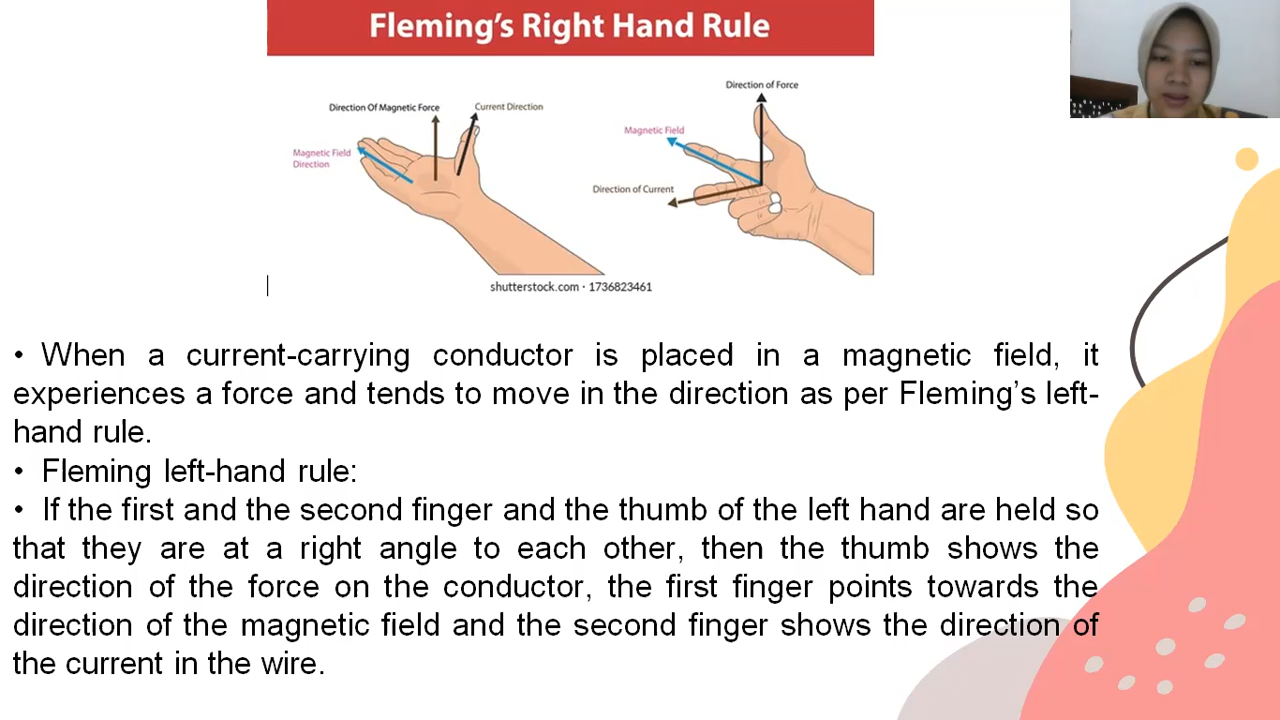 Fleming's Right Hand Rule
Direction Of Magnetic Force
Current Direction
Magnetic Field
Direction
Direction of Force
Magnetic Field
Direction of Current
shutterstock.com · 1736823461
• When a current-carrying conductor is placed in a magnetic field, it
experiences a force and tends to move in the direction as per Fleming’s left-
hand rule.
• Fleming left-hand rule:
• If the first and the second finger and the thumb of the left hand are held so
that they are at a right angle to each other, then the thumb shows the
direction of the force on the conductor, the first finger points towards the
direction of the magnetic field and the second finger shows the direction of
the current in the wire.